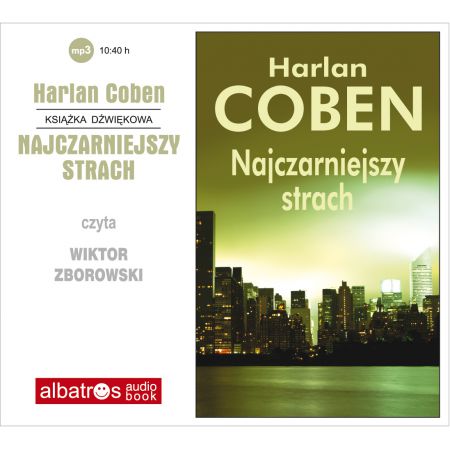 mp3 10:40 h
Harlan Coben
KSIĄŻKA DŹWIĘKOWA
NAJCZARNIEJSZY
STRACH
czyta
WIKTOR
ZBOROWSKI
albatros audio
book
Harlan
COBEN
Najczarniejszy
strach